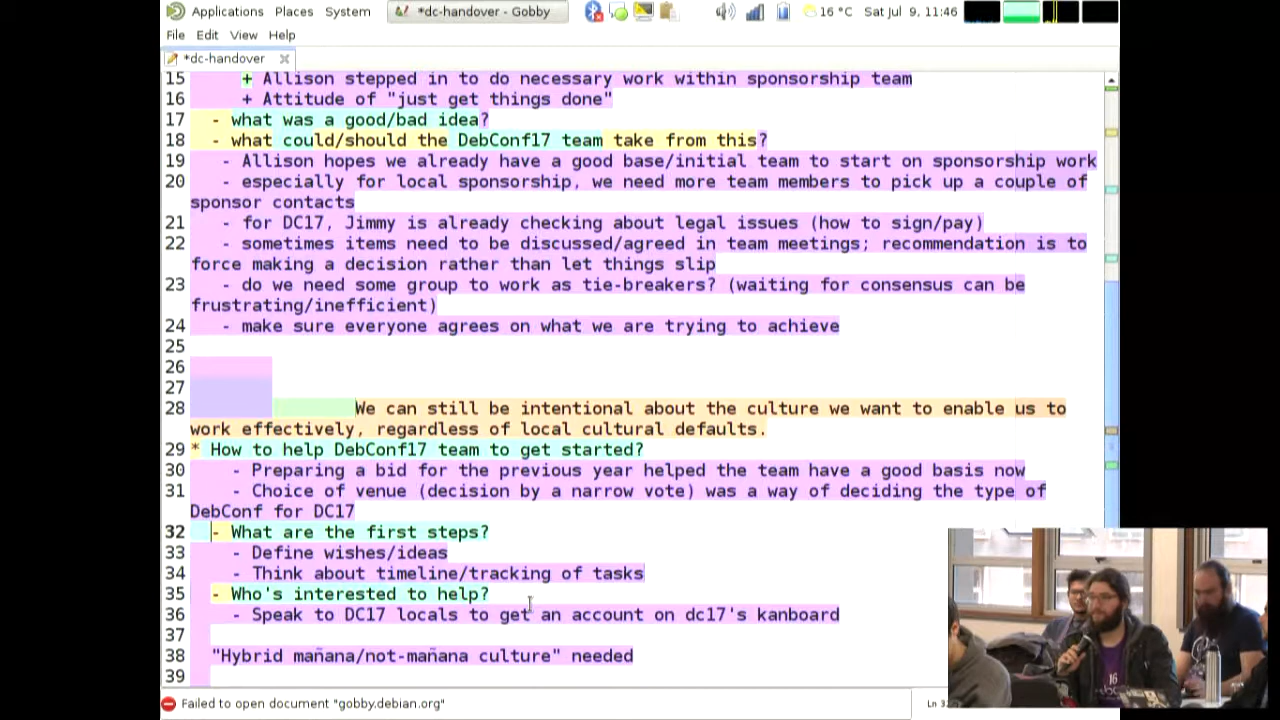 Applications Places System *dc-handover - Gobby 16 °C Sat Jul 9, 11:46
File Edit View Help
*dc-handover
15 + Allison stepped in to do necessary work within sponsorship team
16 + Attitude of "just get things done"
17 - what was a good/bad idea?
18 - what could/should the DebConf17 team take from this?
19 - Allison hopes we already have a good base/initial team to start on sponsorship work
20 - especially for local sponsorship, we need more team members to pick up a couple of
sponsor contacts
21 - for DC17, Jimmy is already checking about legal issues (how to sign/pay)
22 - sometimes items need to be discussed/agreed in team meetings; recommendation is to
force making a decision rather than let things slip
23 - do we need some group to work as tie-breakers? (waiting for consensus can be
frustrating/inefficient)
24 - make sure everyone agrees on what we are trying to achieve
25
26
27
28 We can still be intentional about the culture we want to enable us to
work effectively, regardless of local cultural defaults.
29 * How to help DebConf17 team to get started?
30 - Preparing a bid for the previous year helped the team have a good basis now
31 - Choice of venue (decision by a narrow vote) was a way of deciding the type of
DebConf for DC17
32 - What are the first steps?
33 - Define wishes/ideas
34 - Think about timeline/tracking of tasks
35 - Who's interested to help?
36 - Speak to DC17 locals to get an account on dc17's kanboard
37
38 "Hybrid mañana/not-mañana culture" needed
39
Failed to open document "gobby.debian.org"
16